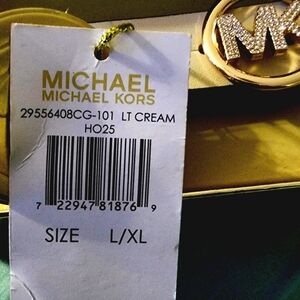 MICHAEL
MICHAEL KORS
29556408CG-101 LT CREAM
HO25
7 22947 81876 9
SIZE L/XL
MK